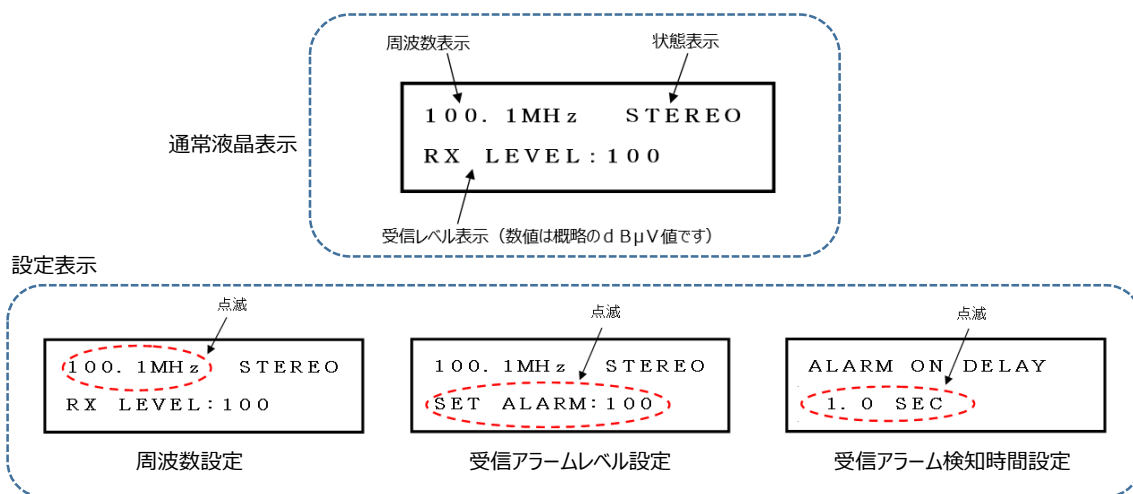 周波数表示 状態表示
100. 1MHz STEREO
RX LEVEL:100
通常液晶表示
受信レベル表示（数値は概略のｄＢμＶ値です）
設定表示
点滅
100. 1MHz STEREO
RX LEVEL:100
周波数設定
点滅
100. 1MHz STEREO
SET ALARM:100
受信アラームレベル設定
点滅
ALARM ON DELAY
1. 0 SEC
受信アラーム検知時間設定